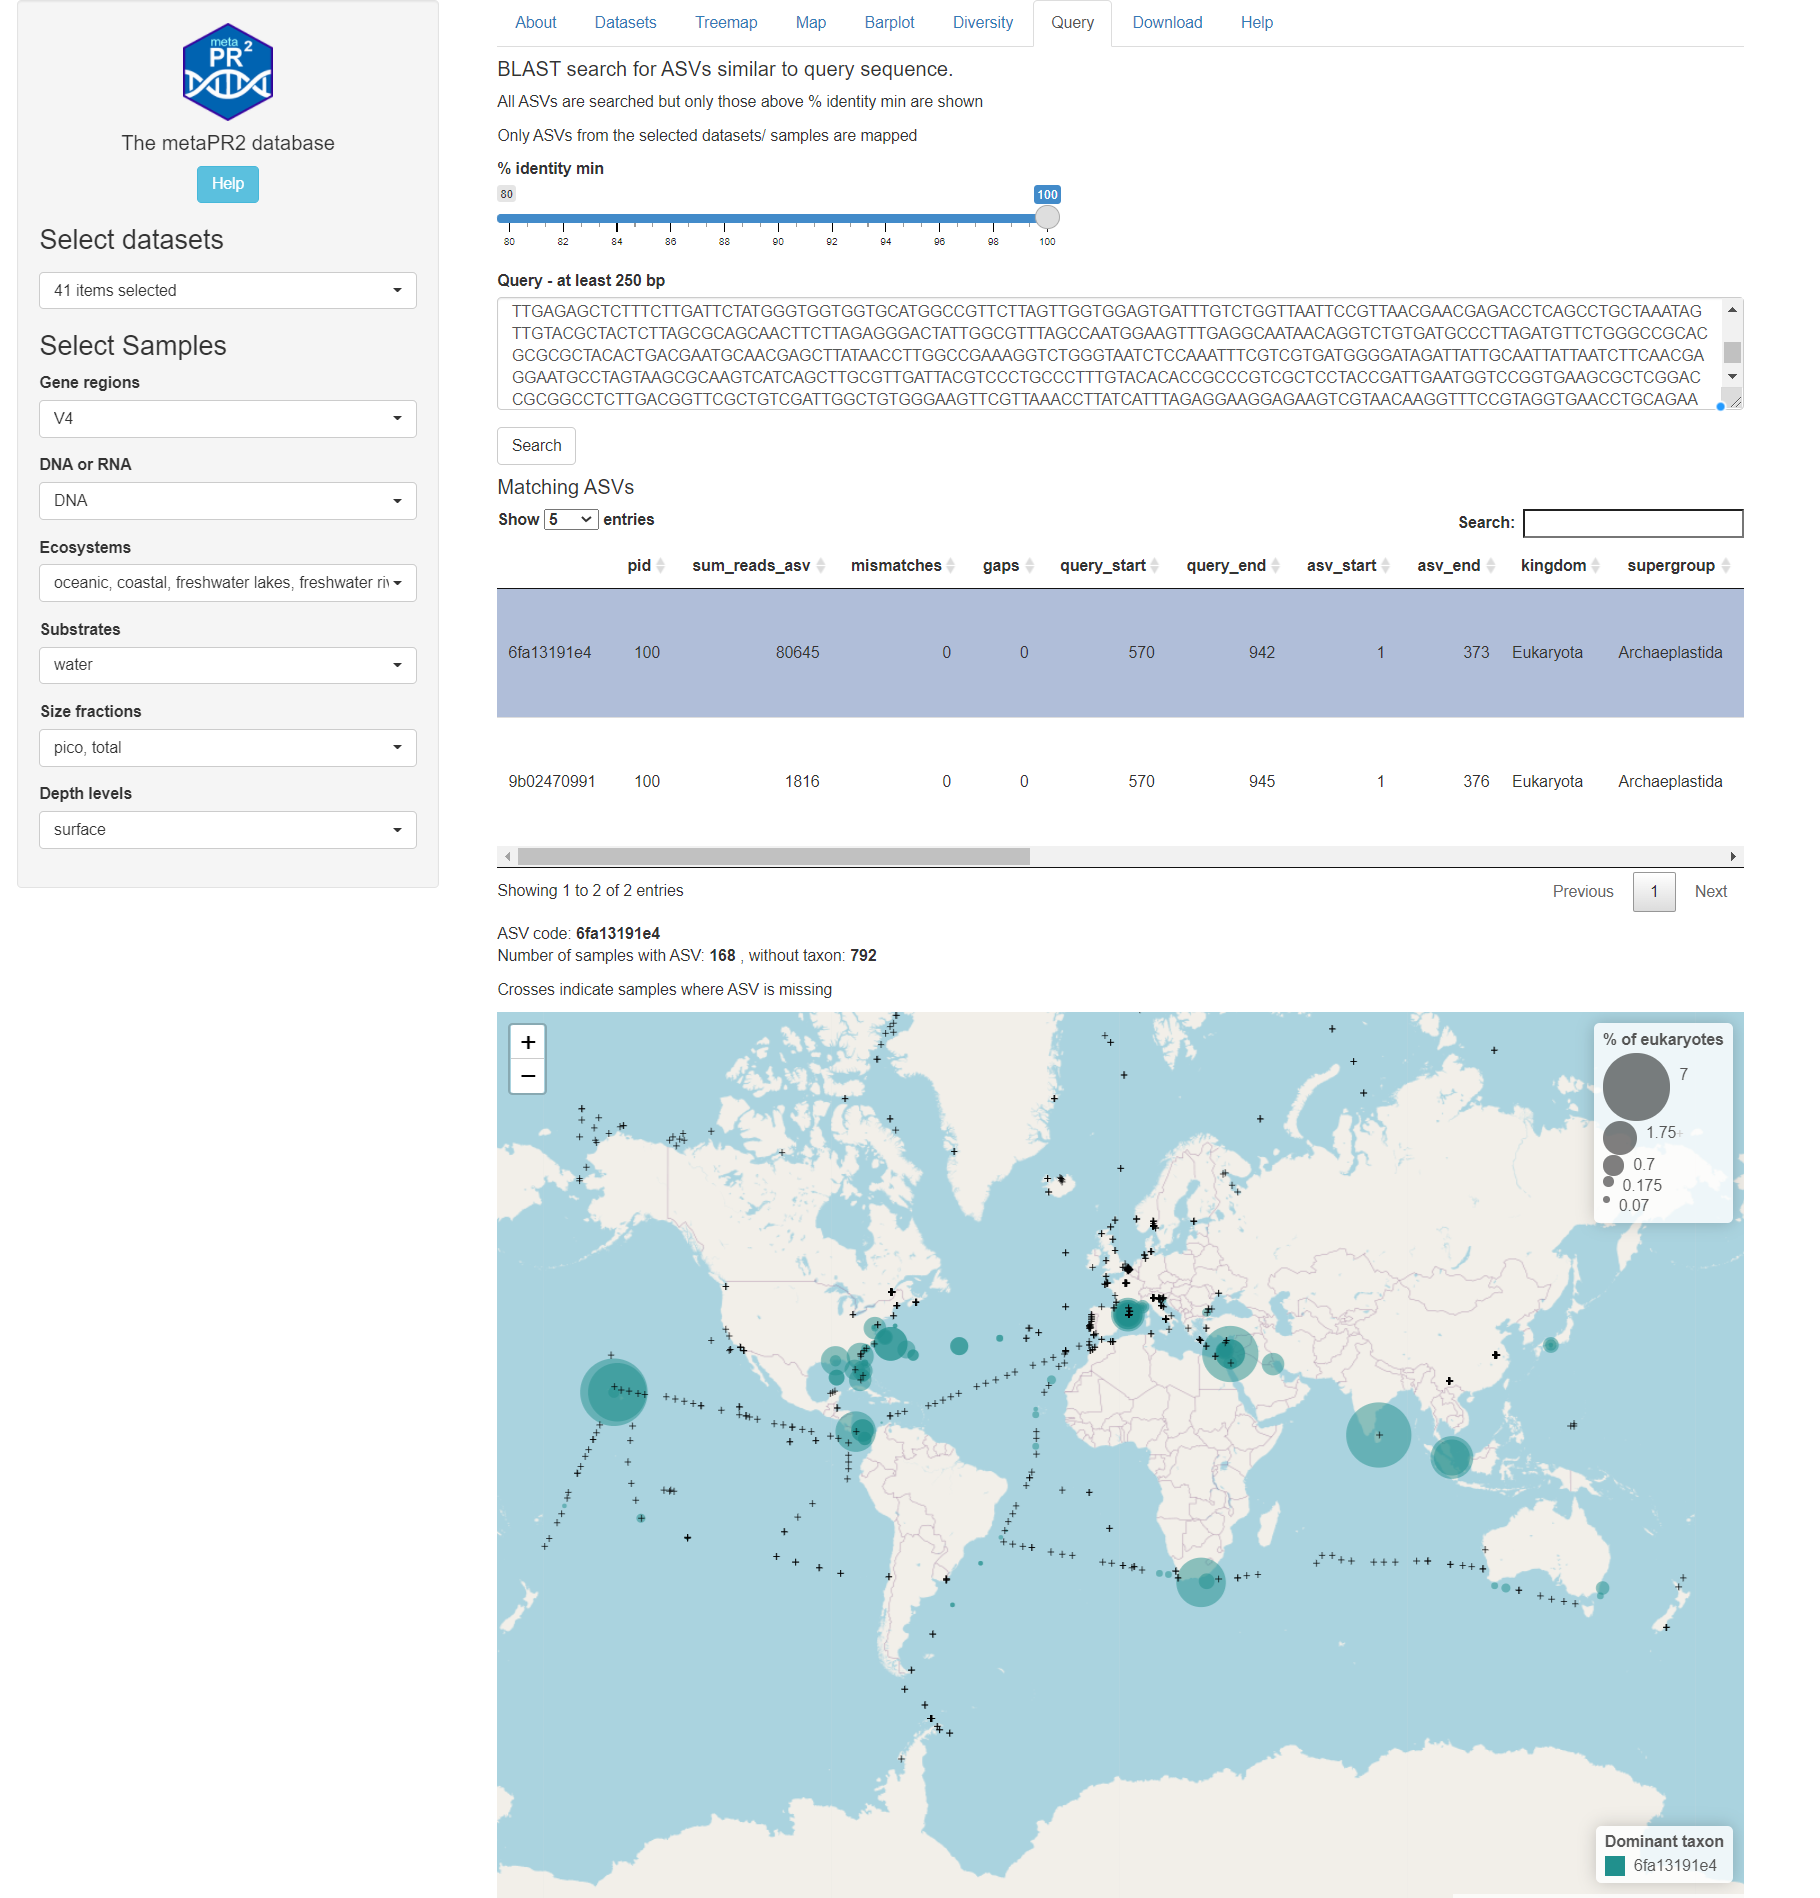 meta
PR2
The metaPR2 database
Help
Select datasets
41 items selected
Select Samples
Gene regions
V4
DNA or RNA
DNA
Ecosystems
oceanic, coastal, freshwater lakes, freshwater riv
Substrates
water
Size fractions
pico, total
Depth levels
surface
About Datasets Treemap Map Barplot Diversity Query Download Help
BLAST search for ASVs similar to query sequence.
All ASVs are searched but only those above % identity min are shown
Only ASVs from the selected datasets/ samples are mapped
% identity min
80 100
80 82 84 86 88 90 92 94 96 98 100
Query - at least 250 bp
TTGAGAGCTCTTTCTTGATTCTATGGGTGGTGGTGCATGGCCGTTCTTAGTTGGTGGAGTGATTTGTCTGGTTAATTCCGTTAACGAACGAGACCTCAGCCTGCTAAATAG
TTGTACGCTACTCTTAGCGCAGCAACTTCTTAGAGGGACTATTGGCGTTTAGCCAATGGAAGTTTGAGGCAATAACAGGTCTGTGATGCCCTTAGATGTTCTGGGCCGCAC
GCGCGCTACACTGACGAATGCAACGAGCTTATAACCTTGGCCGAAAGGTCTGGGTAATCTCCAAATTTCGTCGTGATGGGGATAGATTATTGCAATTATTAATCTTCAACGA
GGAATGCCTAGTAAGCGCAAGTCATCAGCTTGCGTTGATTACGTCCCTGCCCTTTGTACACACCGCCCGTCGCTCCTACCGATTGAATGGTCCGGTGAAGCGCTCGGAC
CGCGGCCTCTTGACGGTTCGCTGTCGATTGGCTGTGGGAAGTTCGTTAAACCTTATCATTTAGAGGAAGGAGAAGTCGTAACAAGGTTTCCGTAGGTGAACCTGCAGAA
Search
Matching ASVs
Show 5 entries
Search:
pid sum_reads_asv mismatches gaps query_start query_end asv_start asv_end kingdom supergroup
6fa13191e4 100 80645 0 0 570 942 1 373 Eukaryota Archaeplastida
9b02470991 100 1816 0 0 570 945 1 376 Eukaryota Archaeplastida
Showing 1 to 2 of 2 entries
Previous 1 Next
ASV code: 6fa13191e4
Number of samples with ASV: 168 , without taxon: 792
Crosses indicate samples where ASV is missing
+
−
% of eukaryotes
7
1.75
0.7
0.175
0.07
Dominant taxon
6fa13191e4